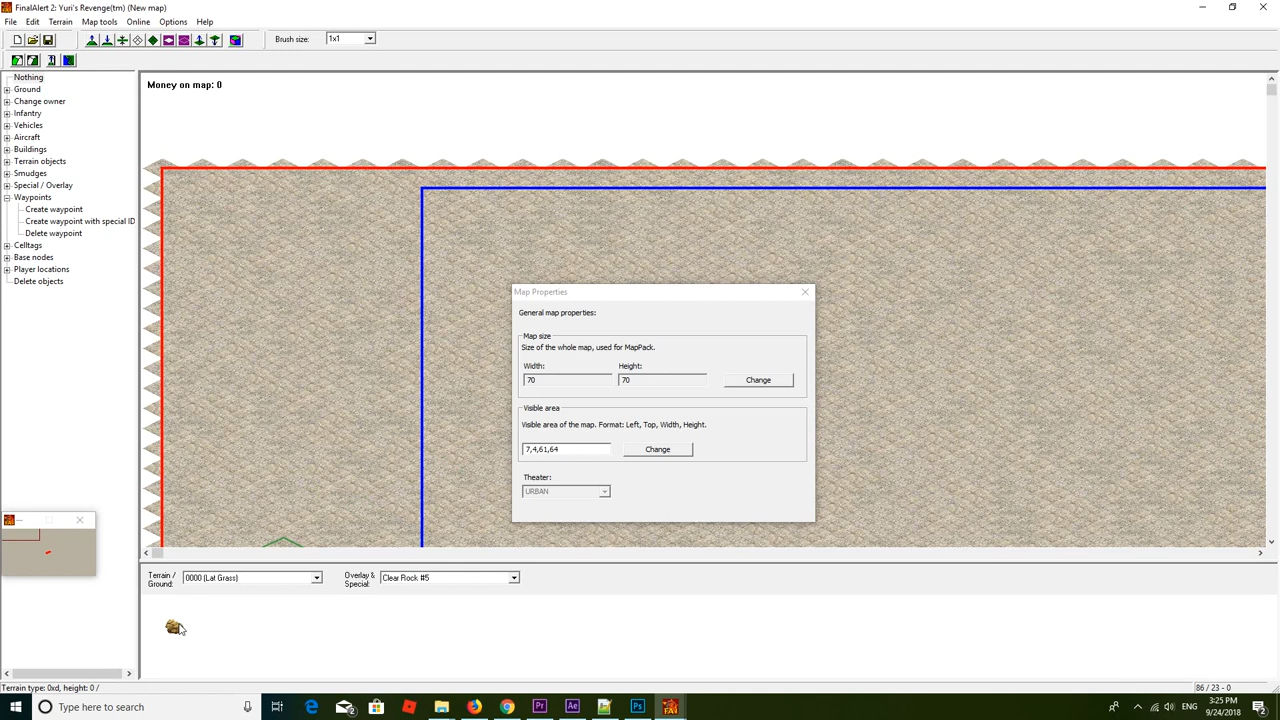 FinalAlert 2: Yuri's Revenge(tm) (New map)
File Edit Terrain Map tools Online Options Help
Brush size: 1x1
Nothing
Ground
Change owner
Infantry
Vehicles
Aircraft
Buildings
Terrain objects
Smudges
Special / Overlay
Waypoints
Create waypoint
Create waypoint with special ID
Delete waypoint
Celltags
Base nodes
Player locations
Delete objects
Money on map: 0
Map Properties
General map properties:
Map size
Size of the whole map, used for MapPack.
Width: Height:
70 70 Change
Visible area
Visible area of the map. Format: Left, Top, Width, Height.
7,4,61,64 Change
Theater:
URBAN
Terrain / Ground: 0000 (Lat Grass) Overlay & Special: Clear Rock #5
Terrain type: 0xd, height: 0 / 86 / 23 - 0
Type here to search
ENG
3:25 PM
9/24/2018